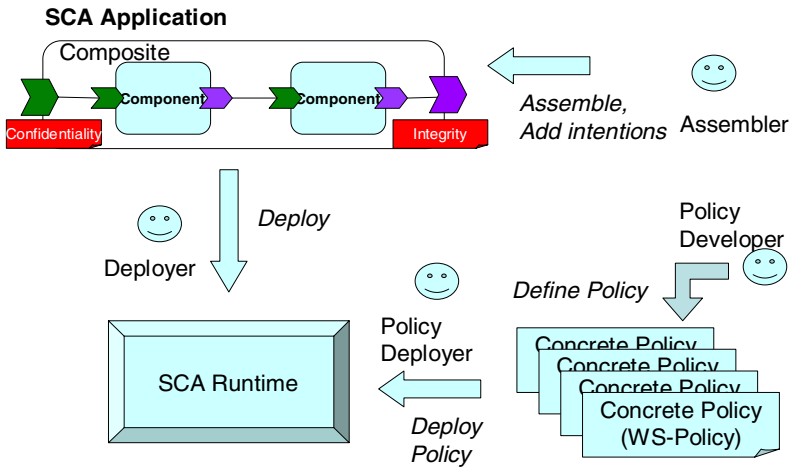 SCA Application
Composite
Component
Component
Confidentiality
Integrity
Assemble,
Add intentions
Assembler
Deploy
Deployer
Policy
Developer
Define Policy
Policy
Deployer
SCA Runtime
Deploy
Policy
Concrete Policy
Concrete Policy
Concrete Policy
Concrete Policy
(WS-Policy)